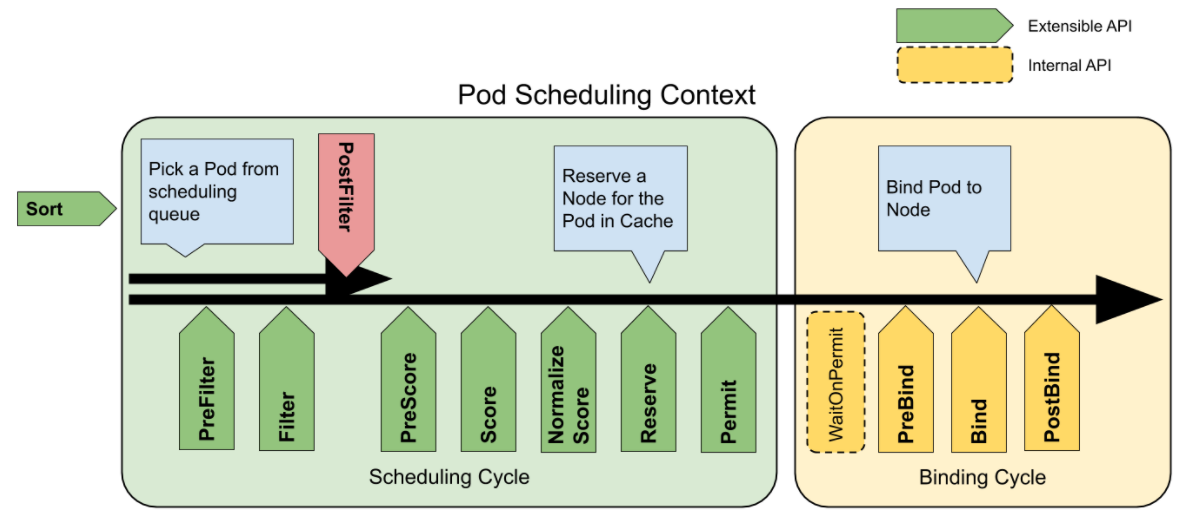 Extensible API
Internal API
Pod Scheduling Context
Pick a Pod from
scheduling
queue
PostFilter
Reserve a
Node for the
Pod in Cache
Bind Pod to
Node
Sort
PreFilter
Filter
PreScore
Score
Normalize
Score
Reserve
Permit
WaitOnPermit
PreBind
Bind
PostBind
Scheduling Cycle
Binding Cycle